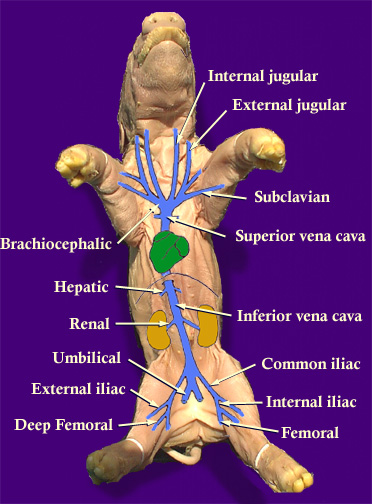 Internal jugular
External jugular
Subclavian
Superior vena cava
Brachiocephalic
Hepatic
Inferior vena cava
Renal
Umbilical
Common iliac
External iliac
Internal iliac
Deep Femoral
Femoral